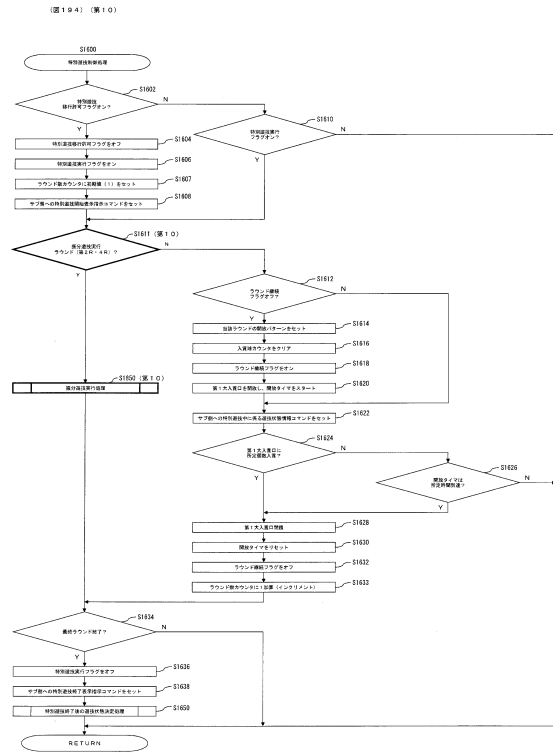 (図194) (第10)
S1600
特別遊技制御処理
S1602
特別遊技
移行許可フラグオン?
N
Y
S1610
特別遊技実行
フラグオン?
N
Y
特別遊技移行許可フラグをオフ
S1604
特別遊技実行フラグをオン
S1606
ラウンド数カウンタに初期値(1)をセット
S1607
サブ側への特別遊技開始表示指示コマンドをセット
S1608
S1611 (第10)
振分遊技実行
ラウンド(第2R・4R)?
N
Y
S1612
ラウンド継続
フラグオフ?
N
Y
当該ラウンドの開放パターンをセット
S1614
入賞球カウンタをクリア
S1616
ラウンド継続フラグをオン
S1618
第1大入賞口を開放し、開放タイマをスタート
S1620
S1850 (第10)
振分遊技実行処理
サブ側への特別遊技中に係る遊技状態情報コマンドをセット
S1622
S1624
第1大入賞口に
所定個数入賞?
N
Y
S1626
開放タイマは
所定時間到達?
N
Y
第1大入賞口閉鎖
S1628
開放タイマをリセット
S1630
ラウンド継続フラグをオフ
S1632
ラウンド数カウンタに1加算(インクリメント)
S1633
S1634
最終ラウンド終了?
N
Y
特別遊技実行フラグをオフ
S1636
サブ側への特別遊技終了表示指示コマンドをセット
S1638
特別遊技終了後の遊技状態決定処理
S1650
RETURN